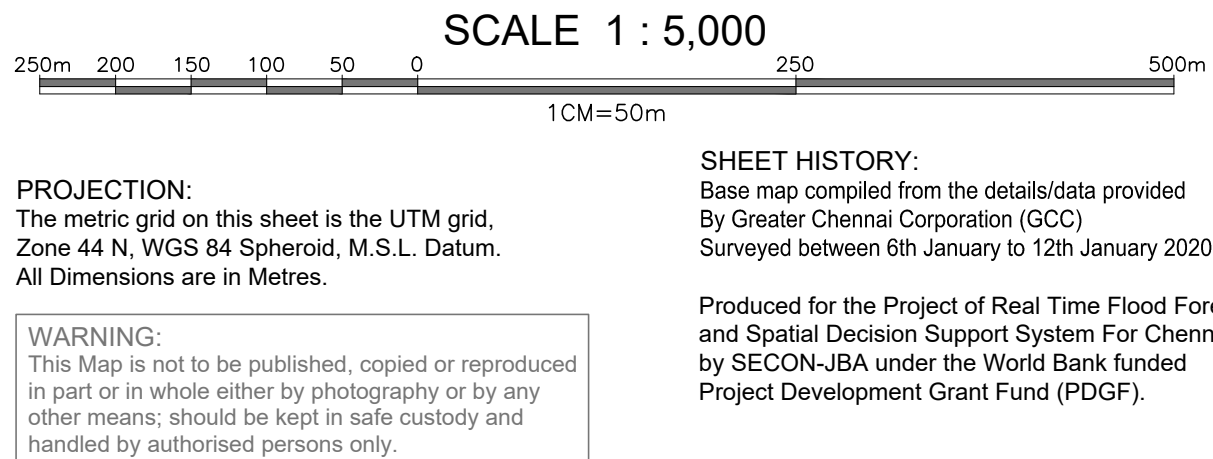 SCALE 1 : 5,000
250m 200 150 100 50 0 250 500m
1CM=50m
PROJECTION:
The metric grid on this sheet is the UTM grid,
Zone 44 N, WGS 84 Spheroid, M.S.L. Datum.
All Dimensions are in Metres.
WARNING:
This Map is not to be published, copied or reproduced
in part or in whole either by photography or by any
other means; should be kept in safe custody and
handled by authorised persons only.
SHEET HISTORY:
Base map compiled from the details/data provided
By Greater Chennai Corporation (GCC)
Surveyed between 6th January to 12th January 2020
Produced for the Project of Real Time Flood
and Spatial Decision Support System For
by SECON-JBA under the World Bank funded
Project Development Grant Fund (PDGF).